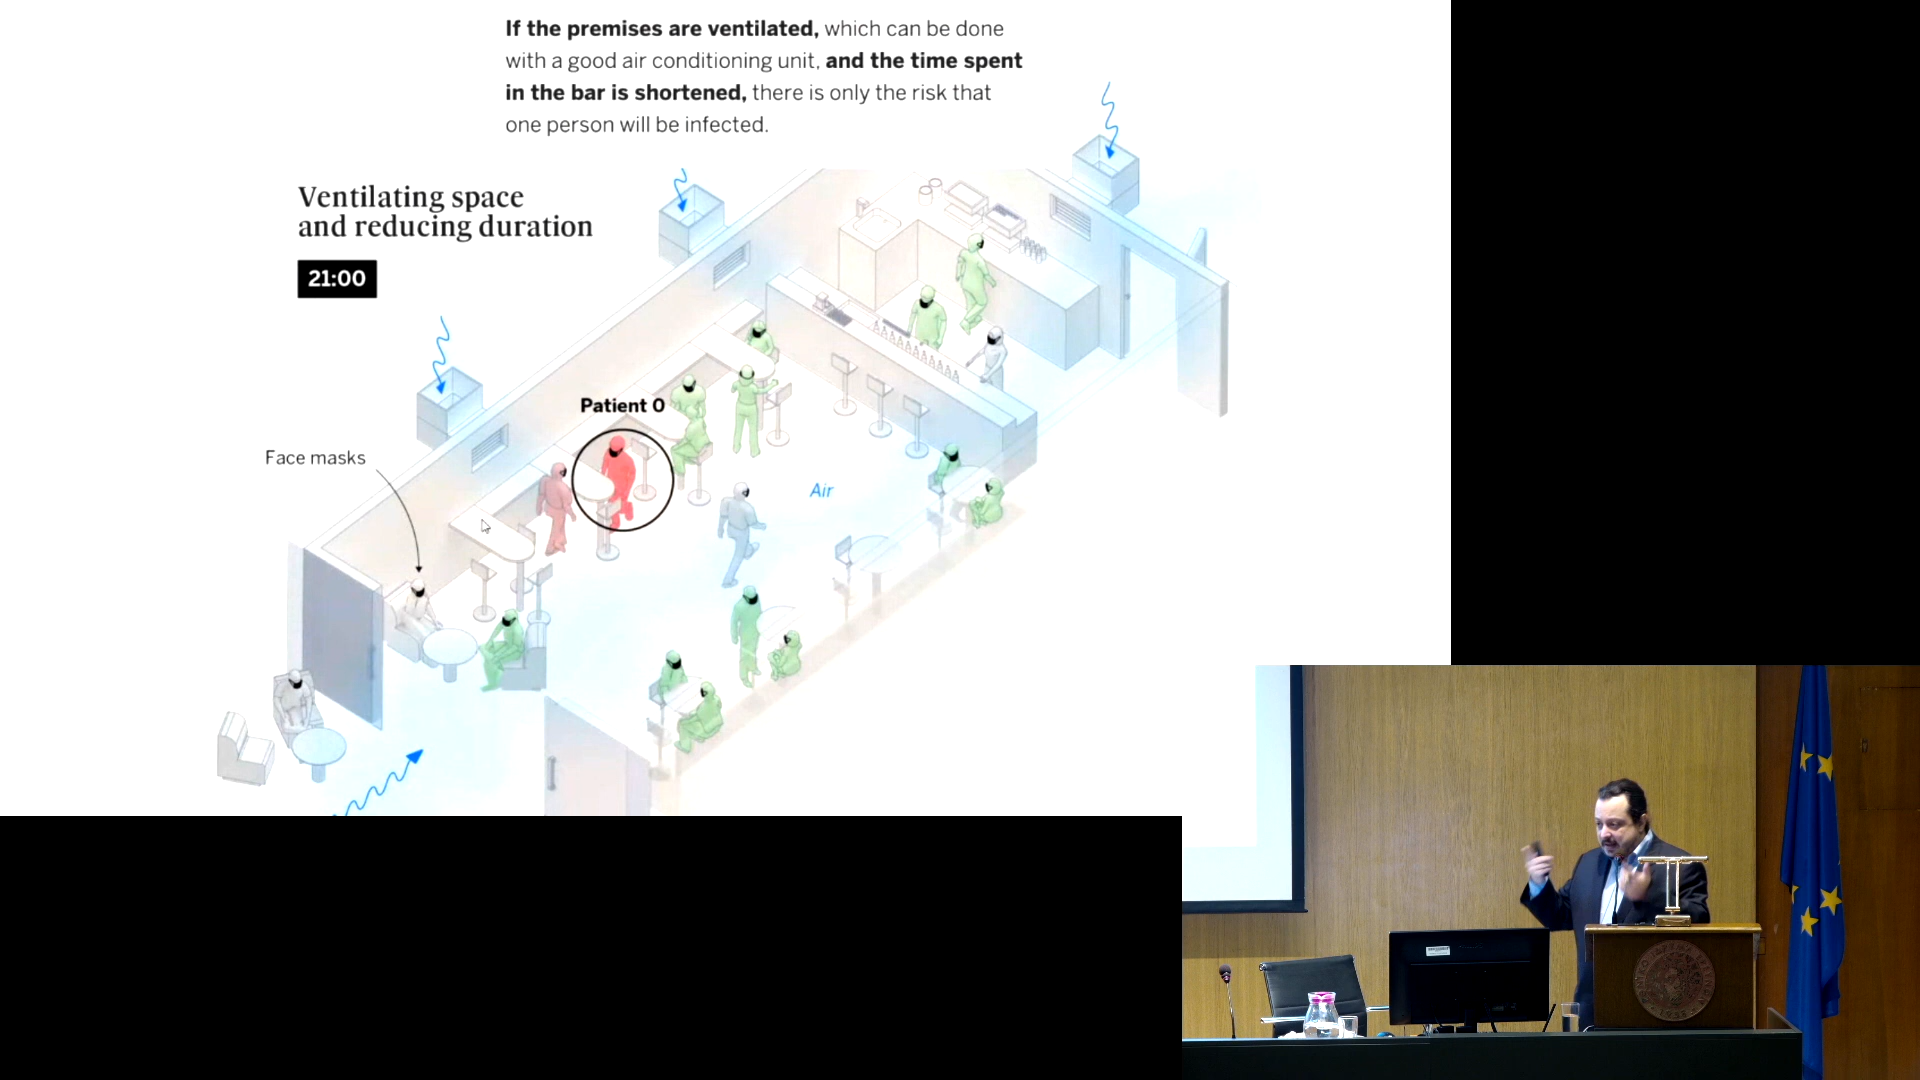 If the premises are ventilated, which can be done
with a good air conditioning unit, and the time spent
in the bar is shortened, there is only the risk that
one person will be infected.
Ventilating space
and reducing duration
21:00
Patient 0
Face masks
Air